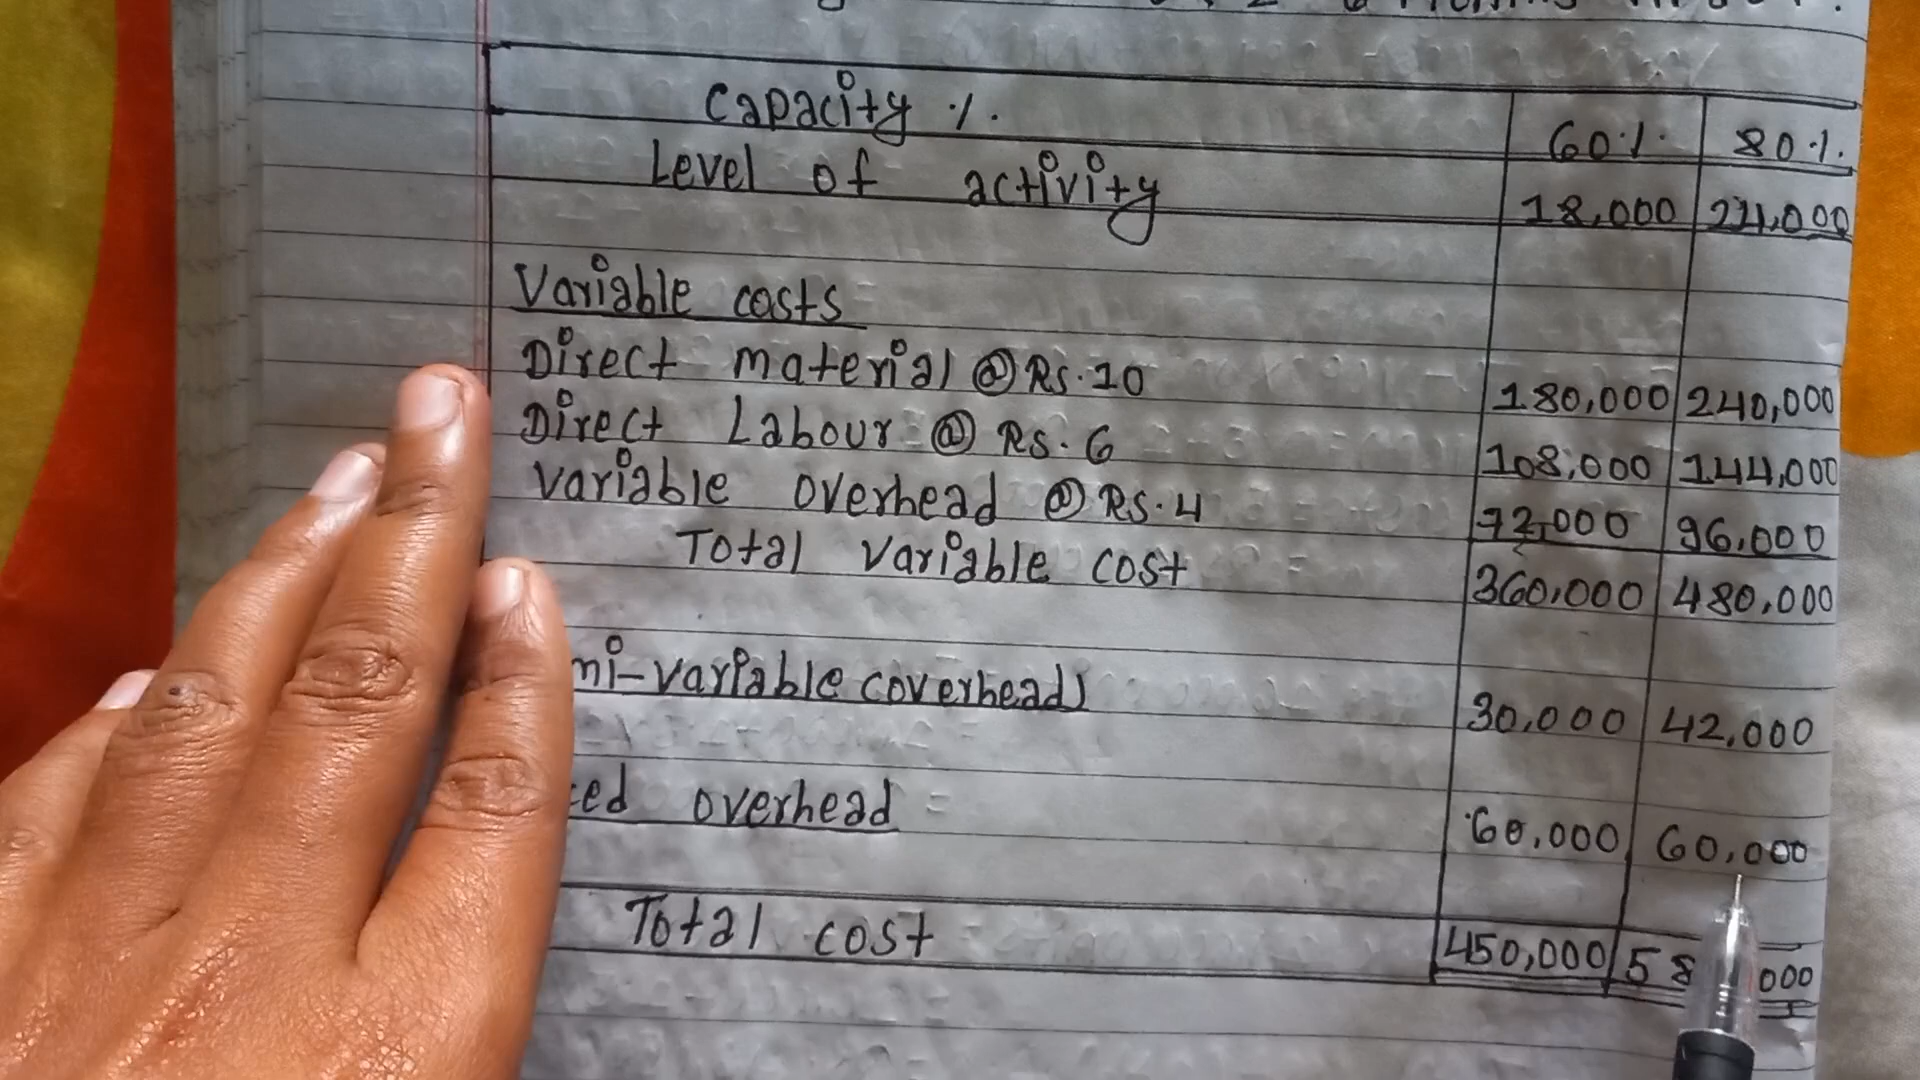 Capacity %. 60%. 80%.
Level of activity 18,000 24,000
Variable costs
Direct material @ Rs.10 180,000 240,000
Direct Labour @ Rs.6 108,000 144,000
Variable overhead @ Rs.4 72,000 96,000
Total variable cost 360,000 480,000
mi-variable (overhead) 30,000 42,000
ed overhead = 60,000 60,000
Total cost 450,000 58 000